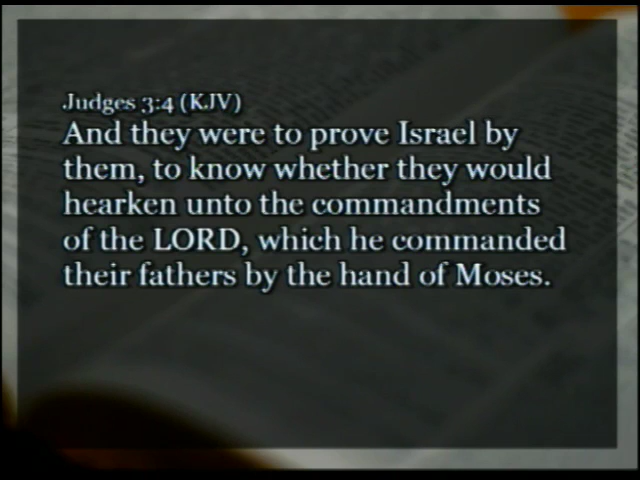 Judges 3:4 (KJV)
And they were to prove Israel by
them, to know whether they would
hearken unto the commandments
of the LORD, which he commanded
their fathers by the hand of Moses.